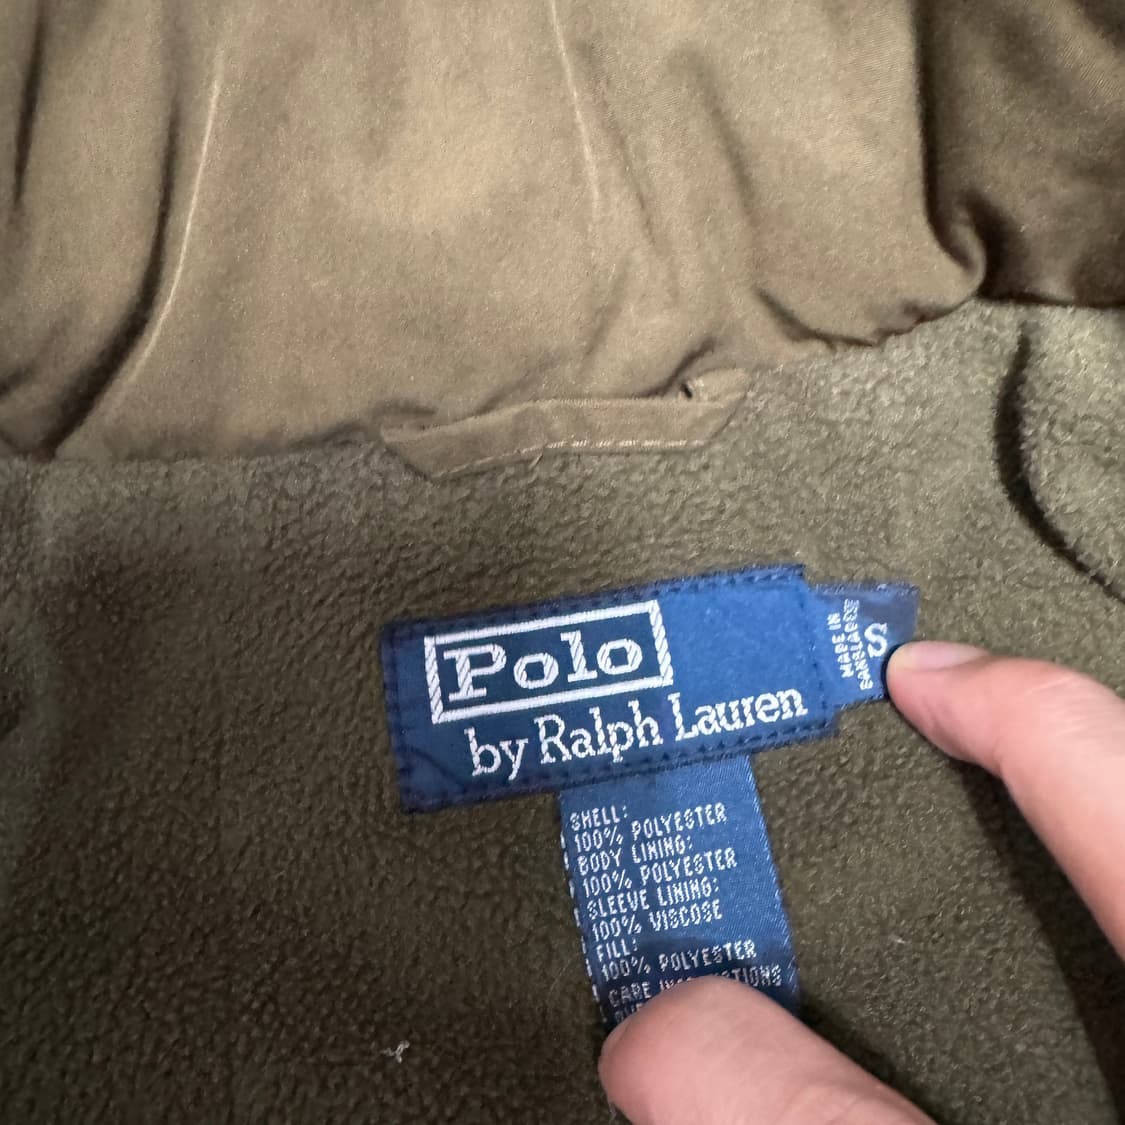 Polo
by Ralph Lauren
MADE IN
BANGLADESH
S
SHELL:
100% POLYESTER
BODY LINING:
100% POLYESTER
SLEEVE LINING:
100% VISCOSE
FILL:
100% POLYESTER
CARE